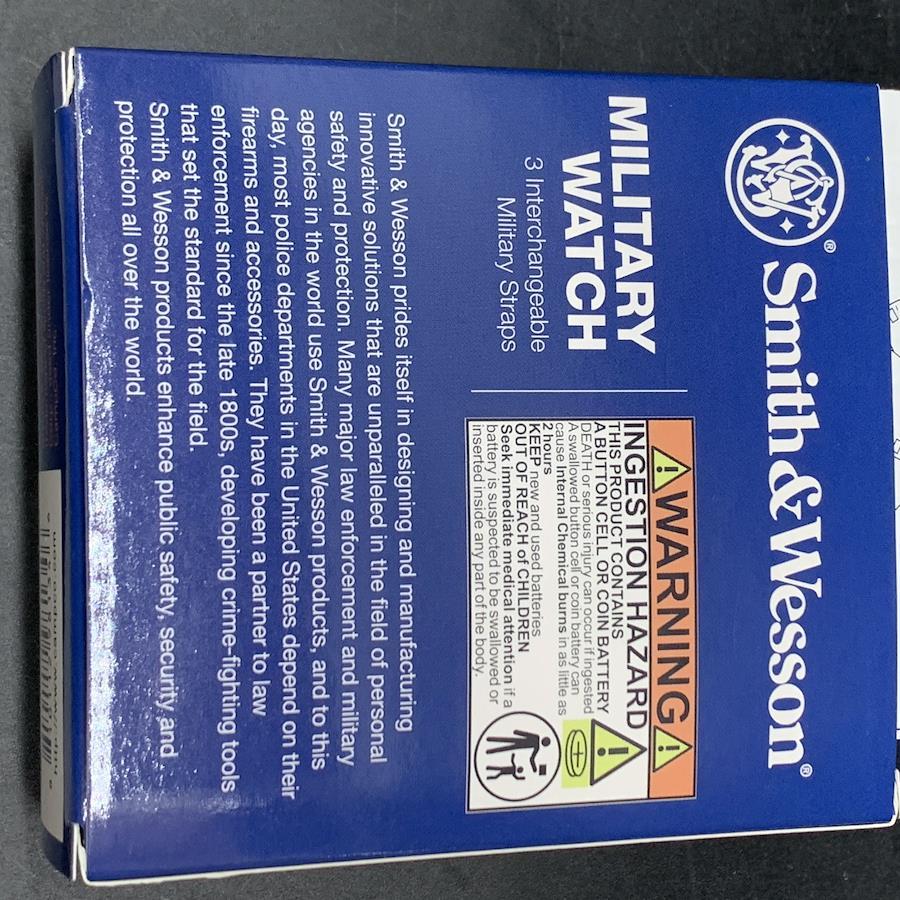 Smith & Wesson®
MILITARY
WATCH
3 Interchangeable
Military Straps
WARNING
INGESTION HAZARD
THIS PRODUCT CONTAINS
A BUTTON CELL OR COIN BATTERY
DEATH or serious injury can occur if ingested
A swallowed button cell or coin battery can
cause Internal Chemical burns in as little as
2 hours
KEEP new and used batteries
OUT OF REACH of CHILDREN
Seek immediate medical attention if a
battery is suspected to be swallowed or
inserted inside any part of the body.
Smith & Wesson prides itself in designing and manufacturing
innovative solutions that are unparalleled in the field of personal
safety and protection. Many major law enforcement and military
agencies in the world use Smith & Wesson products, and to this
day, most police departments in the United States depend on their
firearms and accessories. They have been a partner to law
enforcement since the late 1800s, developing crime-fighting tools
that set the standard for the field.
Smith & Wesson products enhance public safety, security and
protection all over the world.